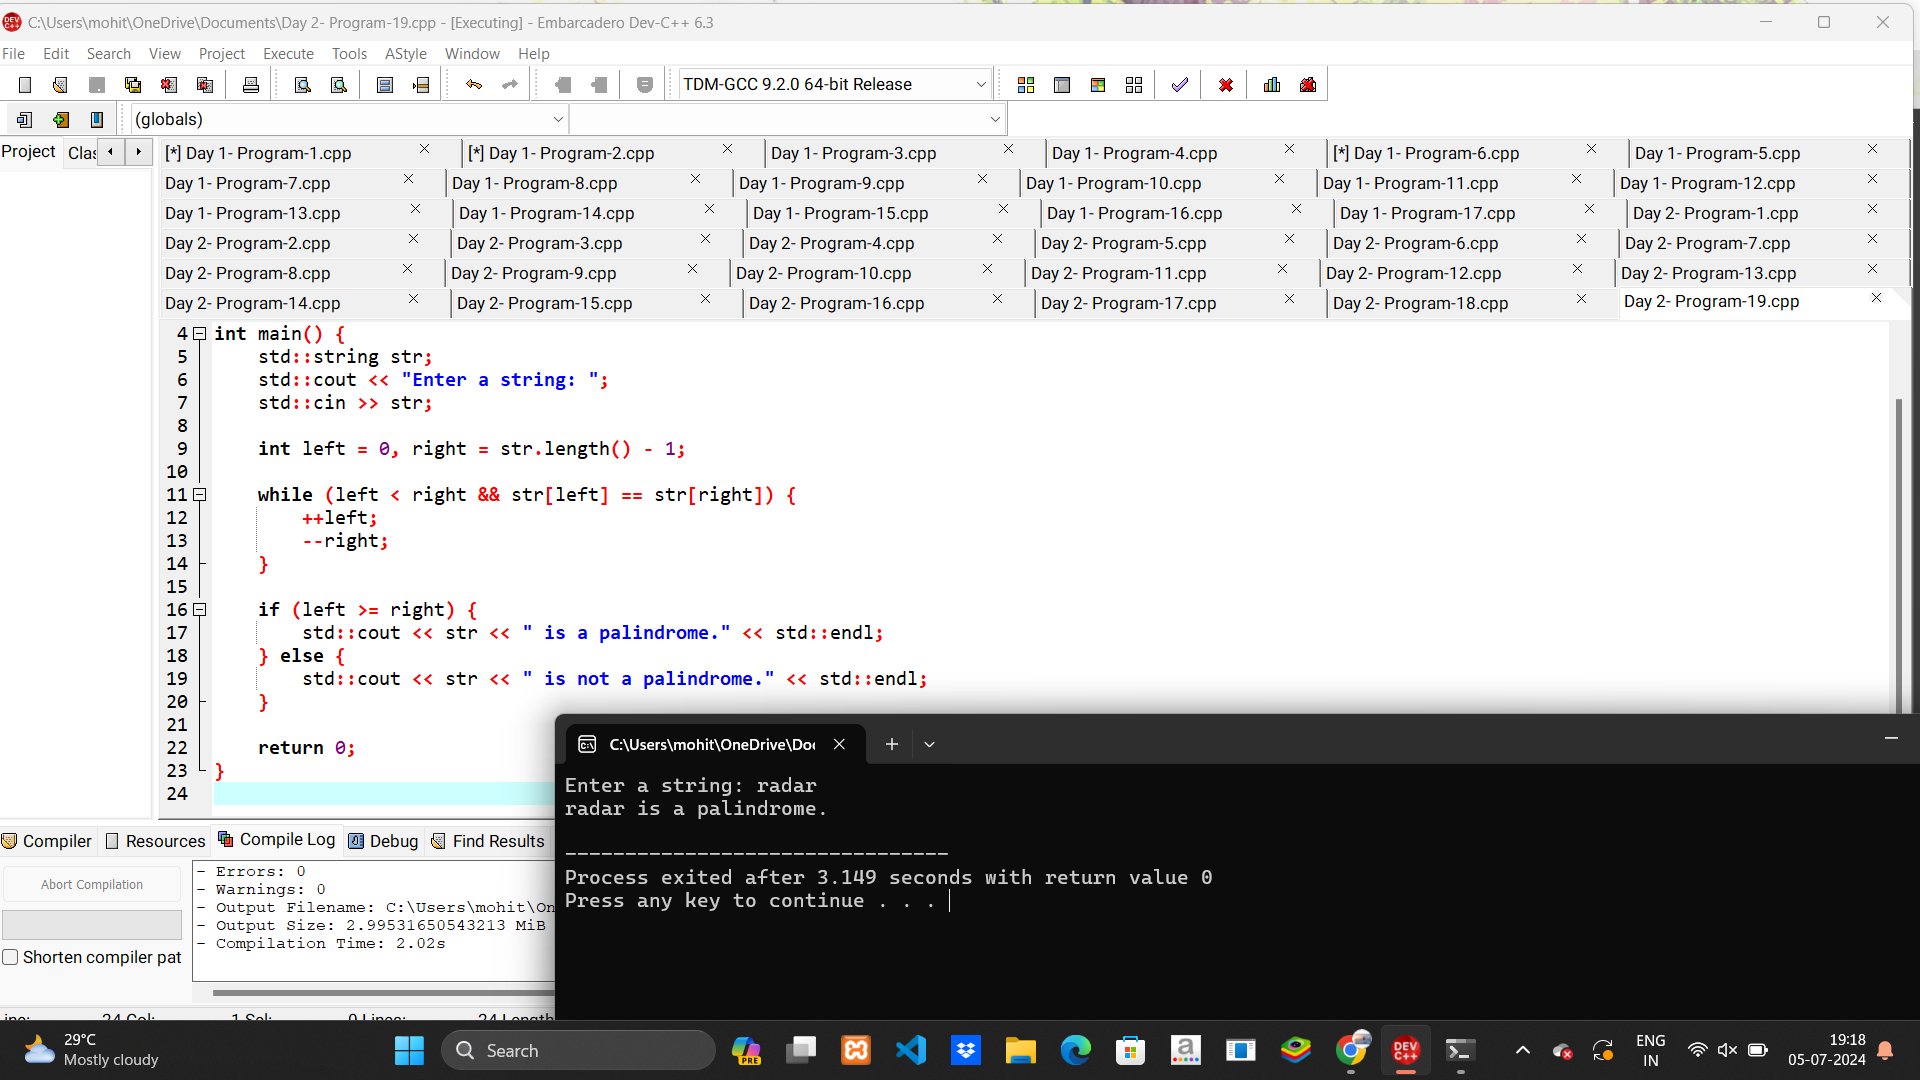 C:\Users\mohit\OneDrive\Documents\Day 2- Program-19.cpp - [Executing] - Embarcadero Dev-C++ 6.3
File Edit Search View Project Execute Tools AStyle Window Help
TDM-GCC 9.2.0 64-bit Release
(globals)
Project Clas
[*] Day 1- Program-1.cpp [*] Day 1- Program-2.cpp Day 1- Program-3.cpp Day 1- Program-4.cpp [*] Day 1- Program-6.cpp Day 1- Program-5.cpp
Day 1- Program-7.cpp Day 1- Program-8.cpp Day 1- Program-9.cpp Day 1- Program-10.cpp Day 1- Program-11.cpp Day 1- Program-12.cpp
Day 1- Program-13.cpp Day 1- Program-14.cpp Day 1- Program-15.cpp Day 1- Program-16.cpp Day 1- Program-17.cpp Day 2- Program-1.cpp
Day 2- Program-2.cpp Day 2- Program-3.cpp Day 2- Program-4.cpp Day 2- Program-5.cpp Day 2- Program-6.cpp Day 2- Program-7.cpp
Day 2- Program-8.cpp Day 2- Program-9.cpp Day 2- Program-10.cpp Day 2- Program-11.cpp Day 2- Program-12.cpp Day 2- Program-13.cpp
Day 2- Program-14.cpp Day 2- Program-15.cpp Day 2- Program-16.cpp Day 2- Program-17.cpp Day 2- Program-18.cpp Day 2- Program-19.cpp
4 int main() {
5 std::string str;
6 std::cout << "Enter a string: ";
7 std::cin >> str;
8
9 int left = 0, right = str.length() - 1;
10
11 while (left < right && str[left] == str[right]) {
12 ++left;
13 --right;
14 }
15
16 if (left >= right) {
17 std::cout << str << " is a palindrome." << std::endl;
18 } else {
19 std::cout << str << " is not a palindrome." << std::endl;
20 }
21
22 return 0;
23 }
24
C:\Users\mohit\OneDrive\Doc
Enter a string: radar
radar is a palindrome.
--------------------------------
Process exited after 3.149 seconds with return value 0
Press any key to continue . . .
Compiler Resources Compile Log Debug Find Results
Abort Compilation
Shorten compiler pat
- Errors: 0
- Warnings: 0
- Output Filename: C:\Users\mohit\On
- Output Size: 2.99531650543213 MiB
- Compilation Time: 2.02s
24 Col: 1 Sel: 0 Lines: 24 Length
29°C
Mostly cloudy
Search
PRE
DEV C++
ENG
IN
19:18
05-07-2024